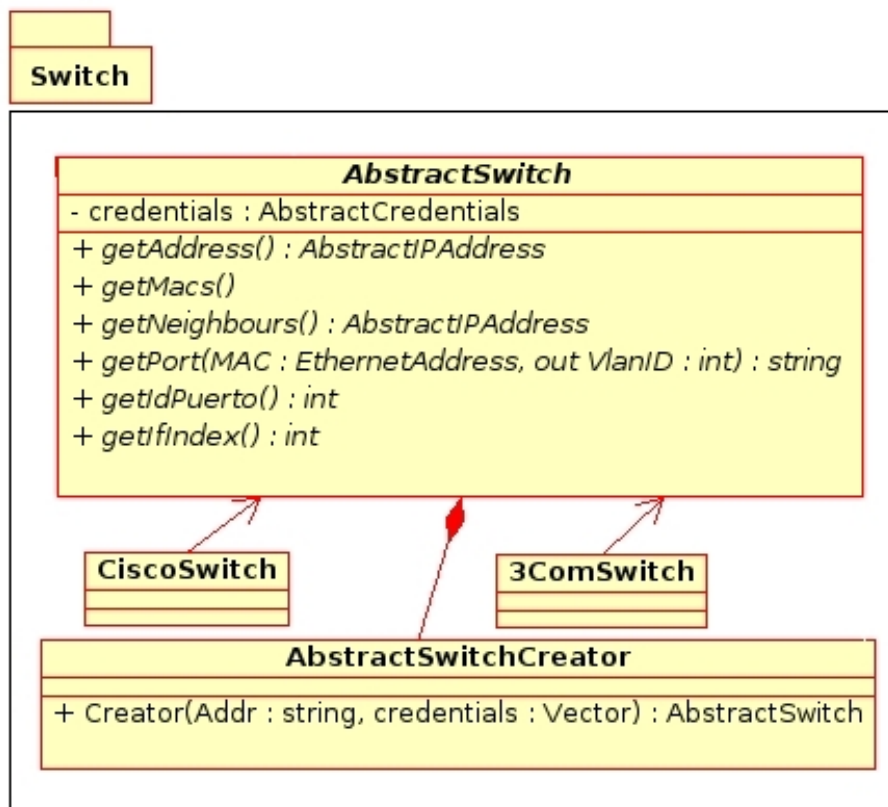 Switch
AbstractSwitch
- credentials : AbstractCredentials
+ getAddress() : AbstractIPAddress
+ getMacs()
+ getNeighbours() : AbstractIPAddress
+ getPort(MAC : EthernetAddress, out VlanID : int) : string
+ getIdPuerto() : int
+ getIfIndex() : int
CiscoSwitch
3ComSwitch
AbstractSwitchCreator
+ Creator(Addr : string, credentials : Vector) : AbstractSwitch